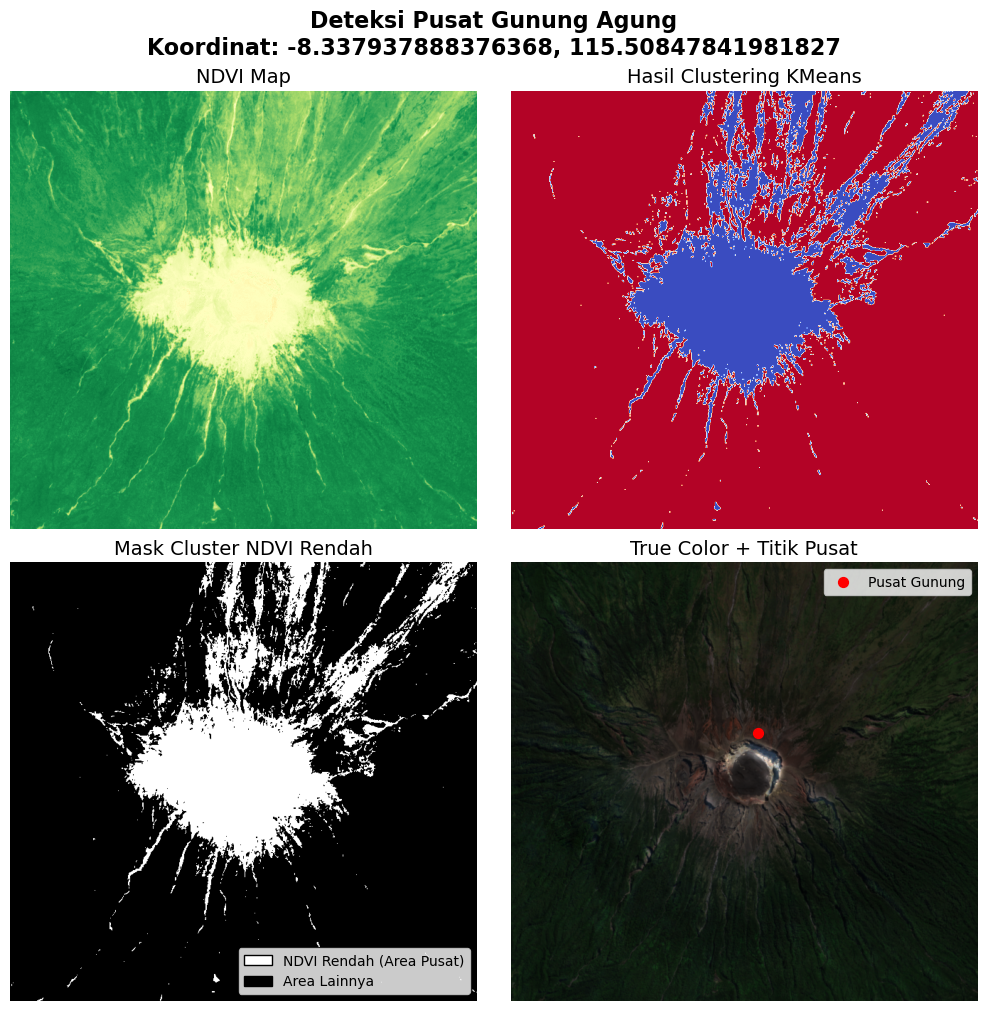 Deteksi Pusat Gunung Agung
Koordinat: -8.337937888376368, 115.50847841981827
NDVI Map
Hasil Clustering KMeans
Mask Cluster NDVI Rendah
True Color + Titik Pusat
Pusat Gunung
NDVI Rendah (Area Pusat)
Area Lainnya